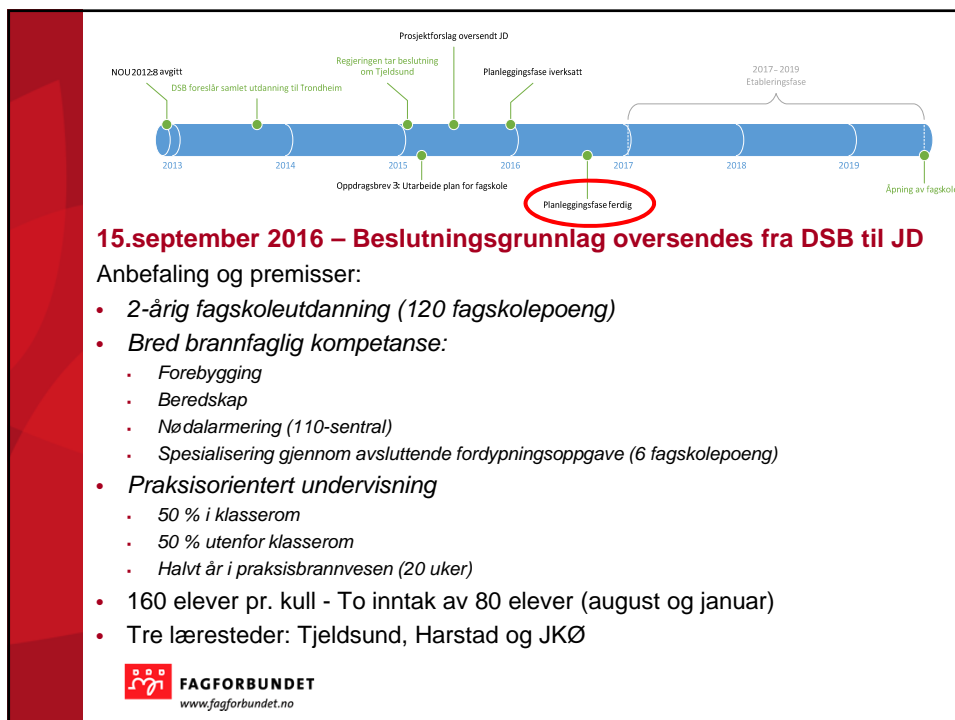 Prosjektforslag oversendt JD
NOU 2012:8 avgitt
DSB foreslår samlet utdanning til Trondheim
Regjeringen tar beslutning
om Tjeldsund
Planleggingsfase iverksatt
2017–2019
Etableringsfase
2013
2014
2015
2016
2017
2018
2019
Oppdragsbrev 3: Utarbeide plan for fagskole
Planleggingsfase ferdig
Åpning av fagskole
15.september 2016 – Beslutningsgrunnlag oversendes fra DSB til JD
Anbefaling og premisser:
• 2-årig fagskoleutdanning (120 fagskolepoeng)
• Bred brannfaglig kompetanse:
▪ Forebygging
▪ Beredskap
▪ Nødalarmering (110-sentral)
▪ Spesialisering gjennom avsluttende fordypningsoppgave (6 fagskolepoeng)
• Praksisorientert undervisning
▪ 50 % i klasserom
▪ 50 % utenfor klasserom
▪ Halvt år i praksisbrannvesen (20 uker)
• 160 elever pr. kull - To inntak av 80 elever (august og januar)
• Tre læresteder: Tjeldsund, Harstad og JKØ
FAGFORBUNDET
www.fagforbundet.no